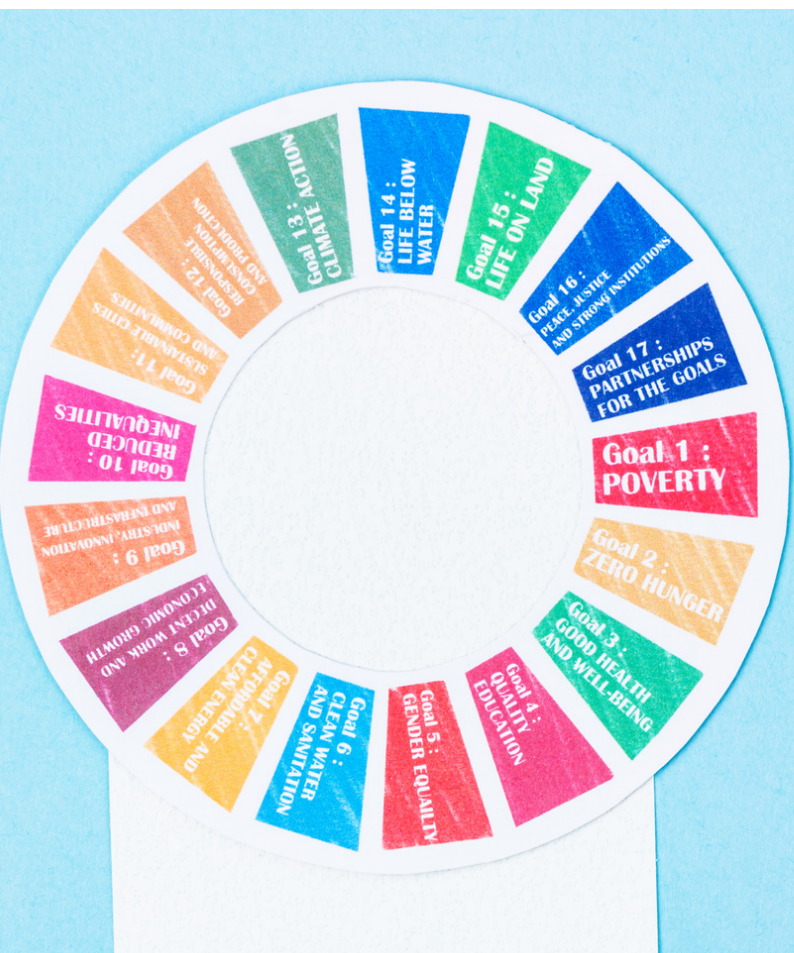 Goal 1 :
POVERTY
Goal 2 :
ZERO HUNGER
Goal 3 :
GOOD HEALTH
AND WELL-BEING
Goal 4 :
QUALITY
EDUCATION
Goal 5 :
GENDER EQUAILTY
Goal 6 :
CLEAN WATER
AND SANITATION
Goal 7 :
AFFORDABLE AND
CLEAN ENERGY
Goal 8 :
DECENT WORK AND
ECONOMIC GROWTH
Goal 9 :
INDUSTRY, INNOVATION
AND INFRASTRUCTURE
Goal 10 :
REDUCED
INEQUALITIES
Goal 11 :
SUSTAINABLE CITIES
AND COMMUNITIES
Goal 12 :
RESPONSIBLE
CONSUMPTION
AND PRODUCTION
Goal 13 :
CLIMATE ACTION
Goal 14 :
LIFE BELOW
WATER
Goal 15 :
LIFE ON LAND
Goal 16 :
PEACE, JUSTICE
AND STRONG INSTITUTIONS
Goal 17 :
PARTNERSHIPS
FOR THE GOALS